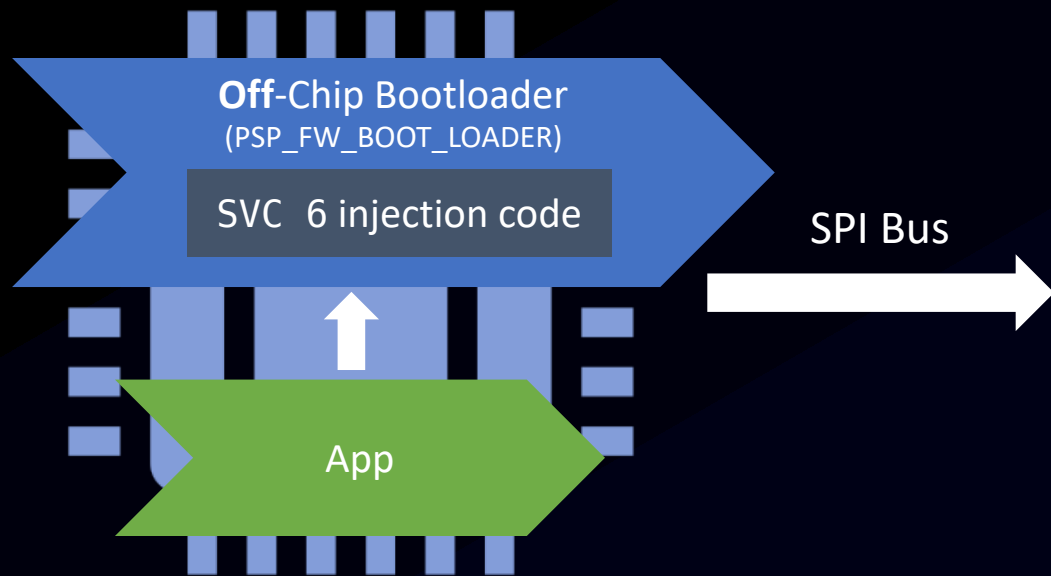 Off-Chip Bootloader
(PSP_FW_BOOT_LOADER)
SVC 6 injection code
SPI Bus
App